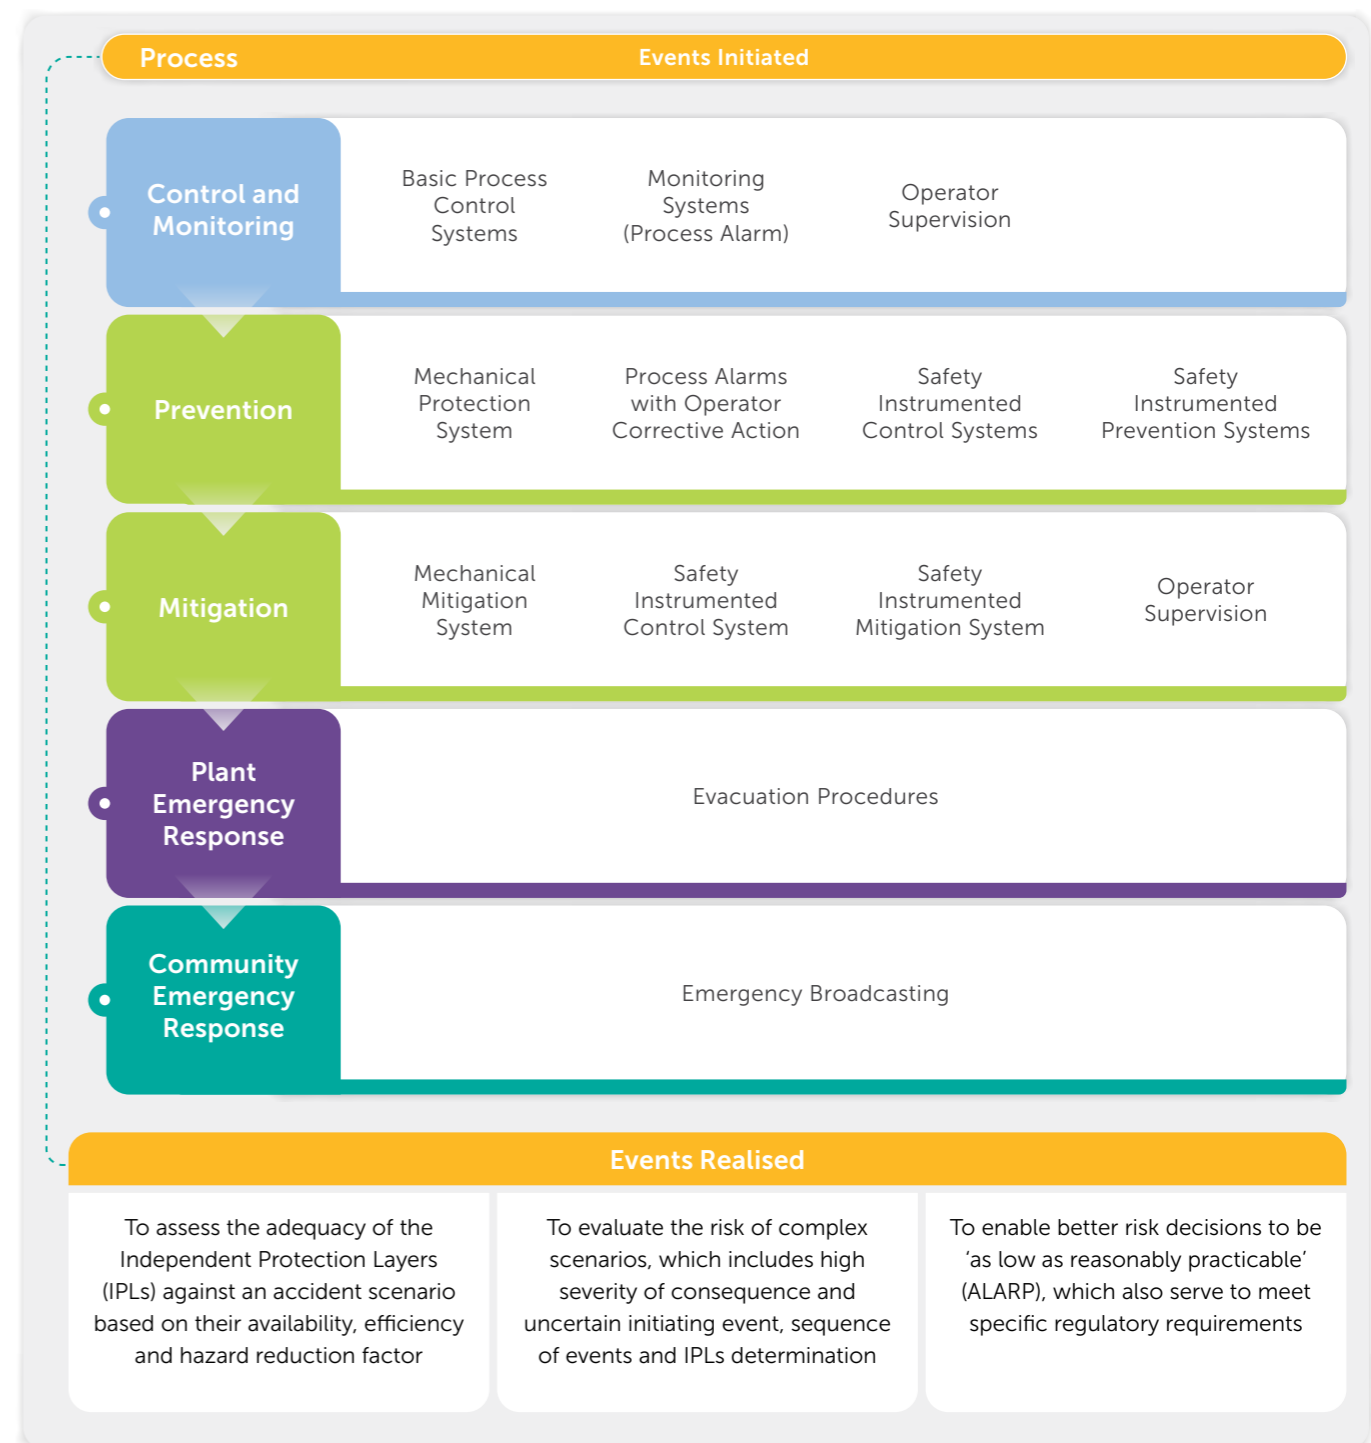 Process
Events Initiated
Control and
Monitoring
Basic Process
Control
Systems
Monitoring
Systems
(Process Alarm)
Operator
Supervision
Prevention
Mechanical
Protection
System
Process Alarms
with Operator
Corrective Action
Safety
Instrumented
Control Systems
Safety
Instrumented
Prevention Systems
Mitigation
Mechanical
Mitigation
System
Safety
Instrumented
Control System
Safety
Instrumented
Mitigation System
Operator
Supervision
Plant
Emergency
Response
Evacuation Procedures
Community
Emergency
Response
Emergency Broadcasting
Events Realised
To assess the adequacy of the
Independent Protection Layers
(IPLs) against an accident scenario
based on their availability, efficiency
and hazard reduction factor
To evaluate the risk of complex
scenarios, which includes high
severity of consequence and
uncertain initiating event, sequence
of events and IPLs determination
To enable better risk decisions to be
‘as low as reasonably practicable’
(ALARP), which also serve to meet
specific regulatory requirements